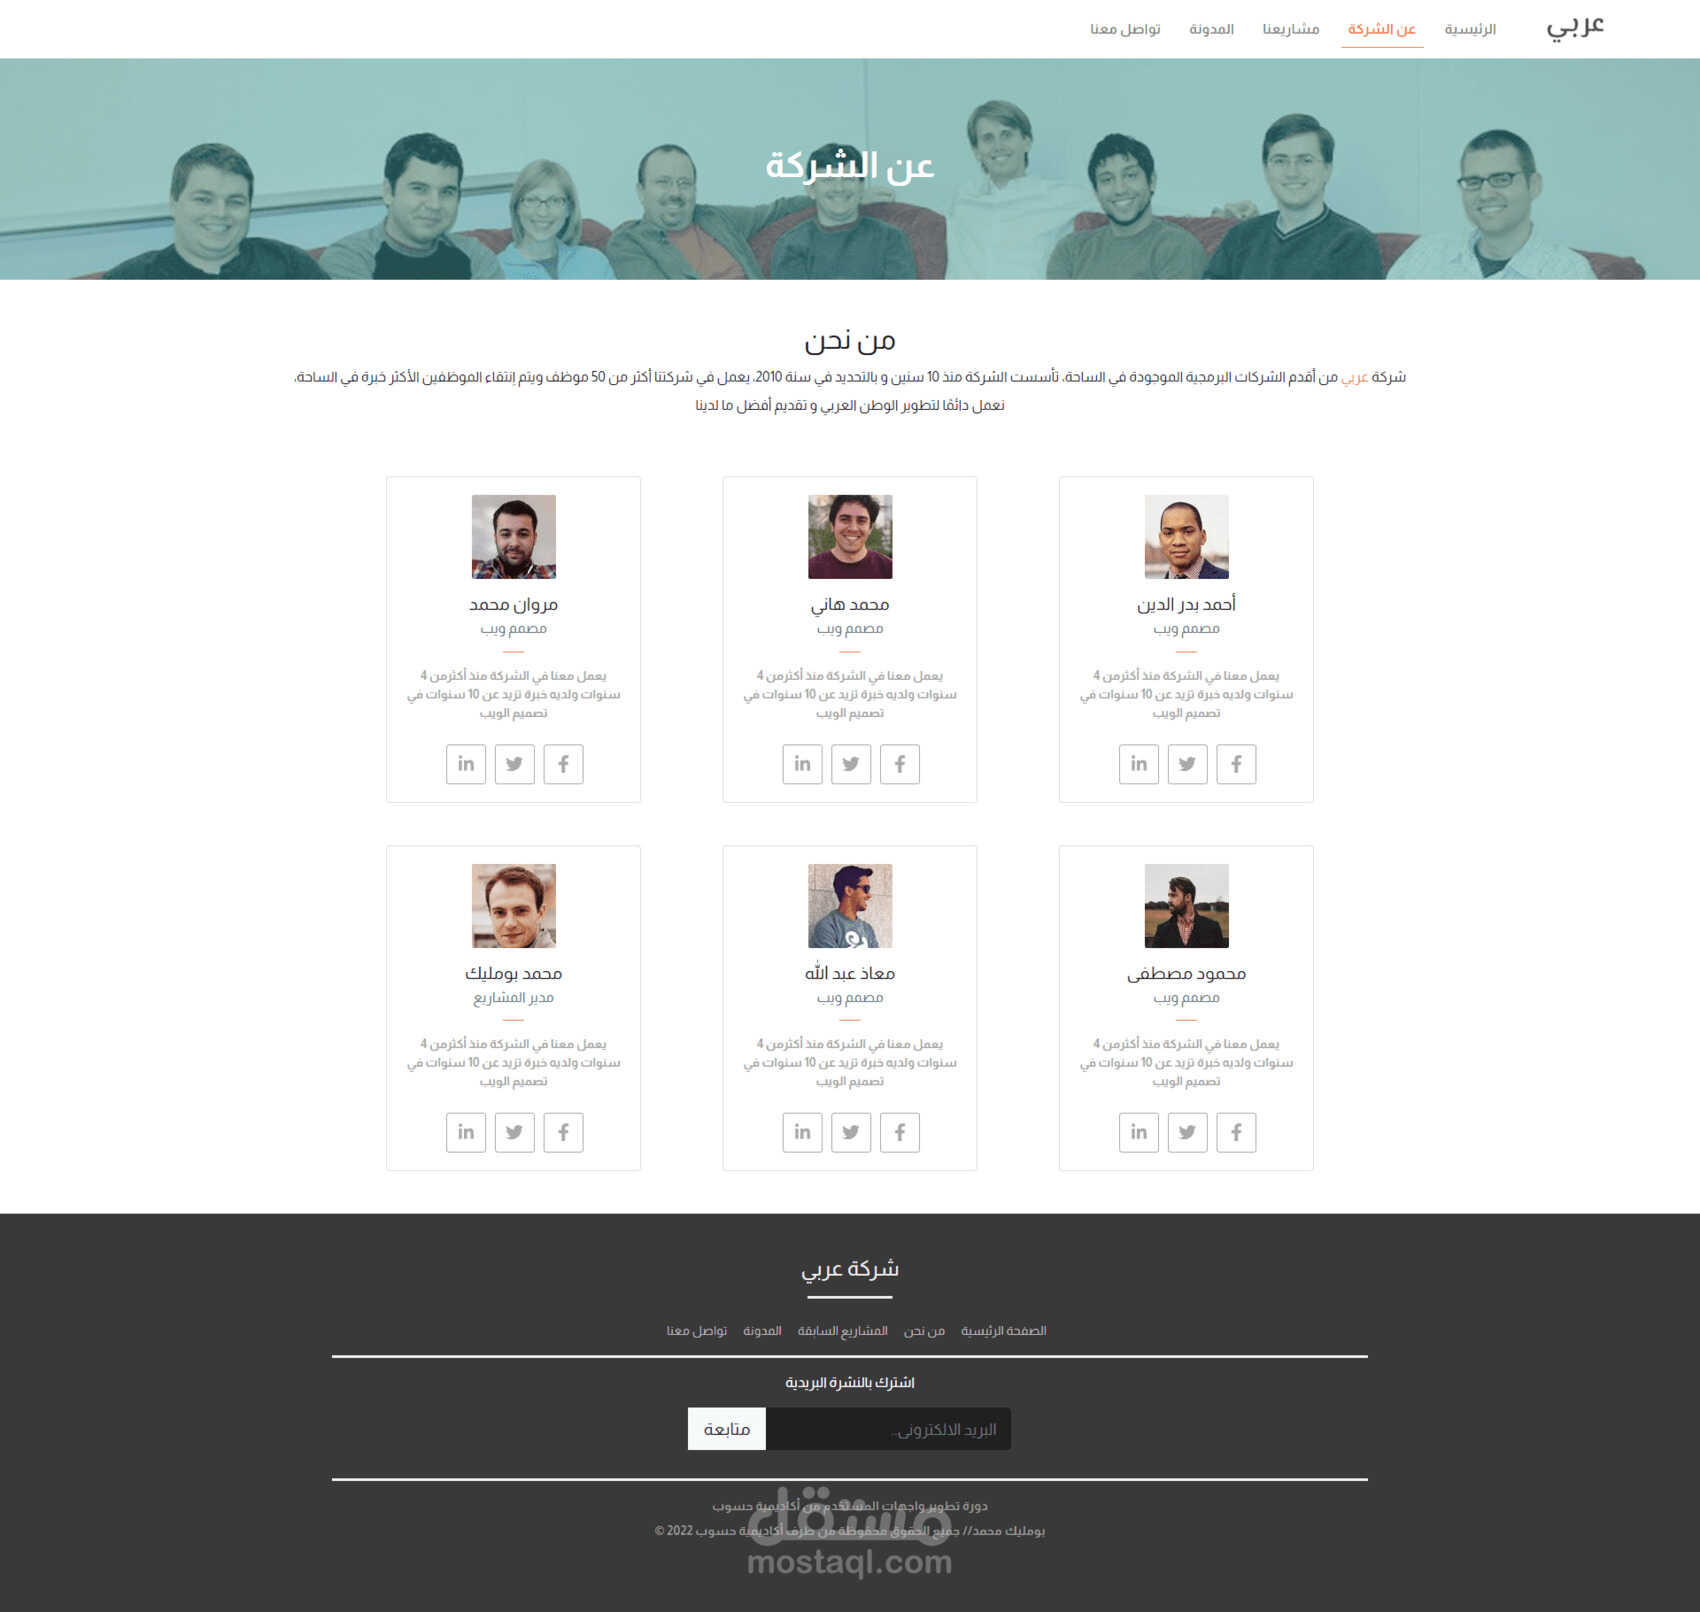 عربي
الرئيسية
عن الشركة
مشاريعنا
المدونة
تواصل معنا
عن الشركة
من نحن
شركة عربي من أقدم الشركات البرمجية الموجودة في الساحة، تأسست الشركة منذ 10 سنين و بالتحديد في سنة 2010، يعمل في شركتنا أكثر من 50 موظف ويتم إنتقاء الموظفين الأكثر خبرة في الساحة،
نعمل دائمًا لتطوير الوطن العربي و تقديم أفضل ما لدينا
أحمد بدر الدين
مصمم ويب
يعمل معنا في الشركة منذ أكثرمن 4
سنوات ولديه خبرة تزيد عن 10 سنوات في
تصميم الويب
محمد هاني
مصمم ويب
يعمل معنا في الشركة منذ أكثرمن 4
سنوات ولديه خبرة تزيد عن 10 سنوات في
تصميم الويب
مروان محمد
مصمم ويب
يعمل معنا في الشركة منذ أكثرمن 4
سنوات ولديه خبرة تزيد عن 10 سنوات في
تصميم الويب
محمود مصطفى
مصمم ويب
يعمل معنا في الشركة منذ أكثرمن 4
سنوات ولديه خبرة تزيد عن 10 سنوات في
تصميم الويب
معاذ عبد الله
مصمم ويب
يعمل معنا في الشركة منذ أكثرمن 4
سنوات ولديه خبرة تزيد عن 10 سنوات في
تصميم الويب
محمد بومليك
مدير المشاريع
يعمل معنا في الشركة منذ أكثرمن 4
سنوات ولديه خبرة تزيد عن 10 سنوات في
تصميم الويب
شركة عربي
الصفحة الرئيسية
من نحن
المشاريع السابقة
المدونة
تواصل معنا
اشترك بالنشرة البريدية
البريد الالكتروني..
متابعة
دورة تطوير واجهات المستخدم من أكاديمية حسوب
بومليك محمد// جميع الحقوق محفوظة من طرف أكاديمية حسوب 2022 ©
مستقل
mostaql.com